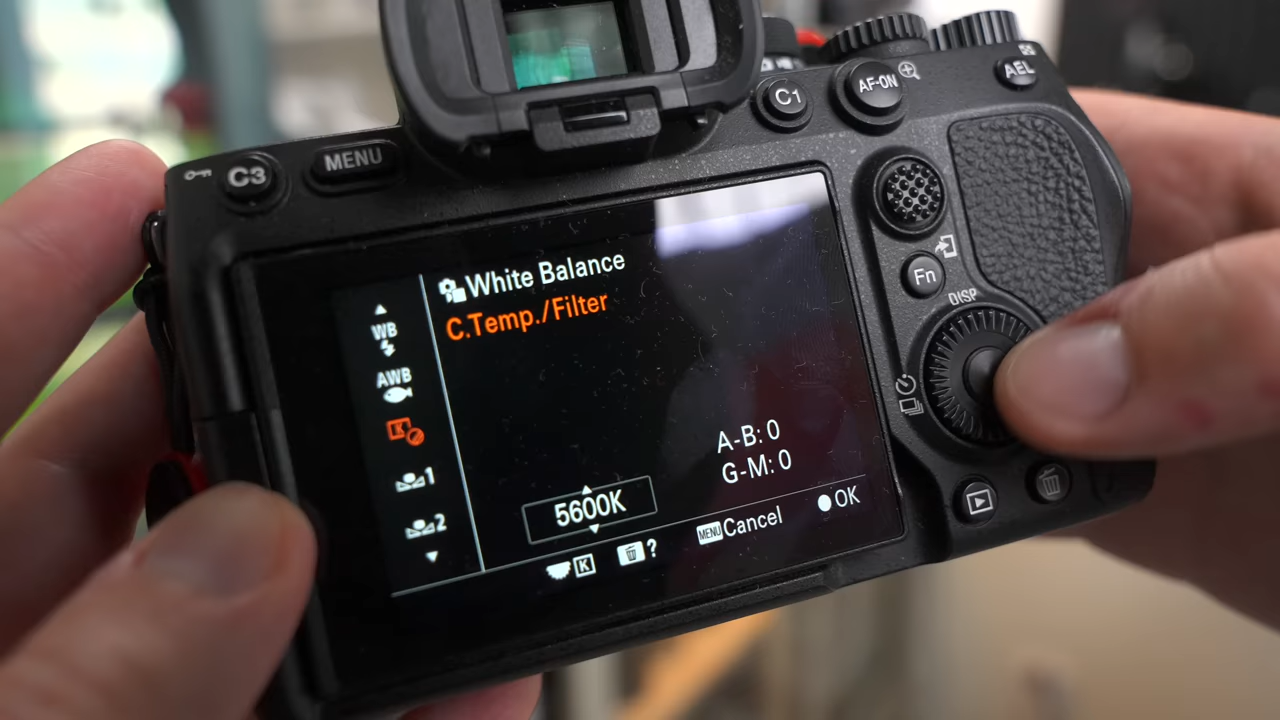 C3
MENU
C1
AF-ON
AEL
Fn
DISP
White Balance
C.Temp./Filter
WB
AWB
K
1
2
A-B: 0
G-M: 0
5600K
K
?
MENU Cancel
OK